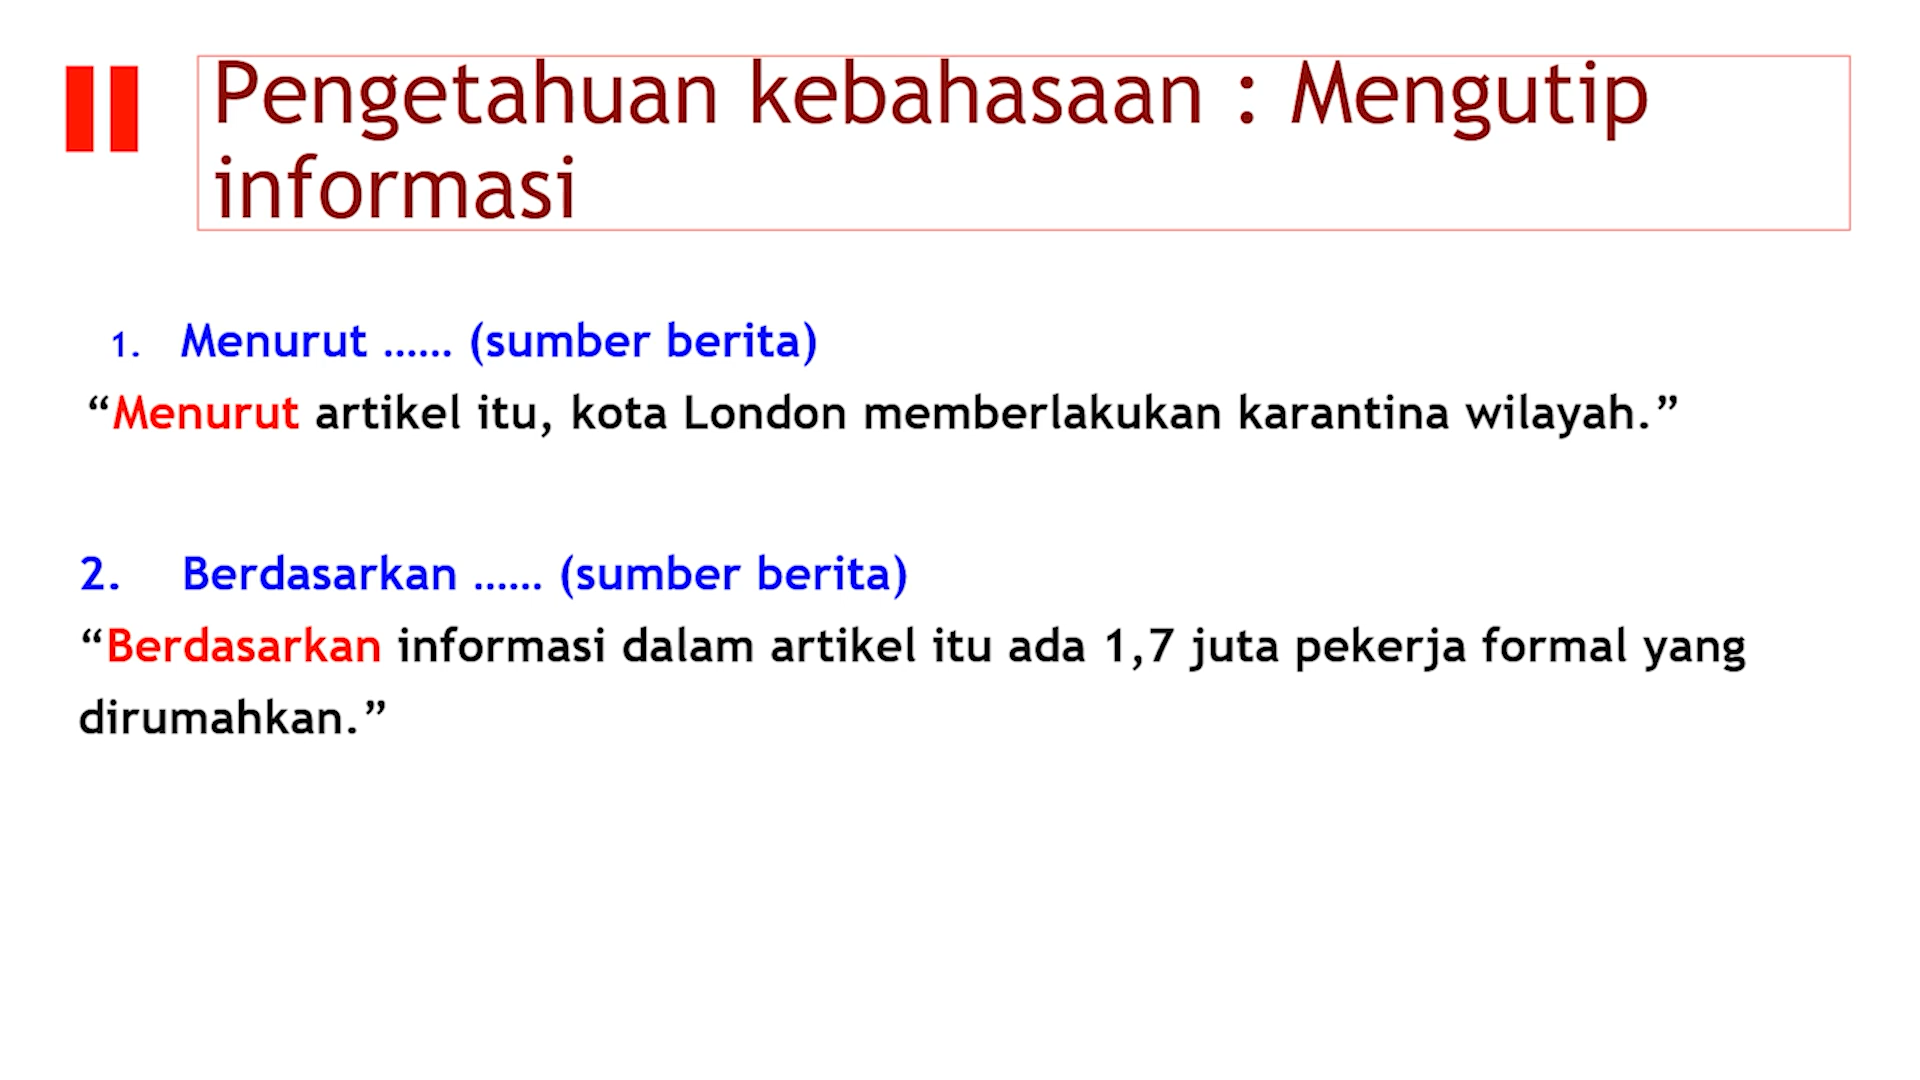 Pengetahuan kebahasaan : Mengutip
informasi
1. Menurut ...... (sumber berita)
“Menurut artikel itu, kota London memberlakukan karantina wilayah.”
2. Berdasarkan ...... (sumber berita)
“Berdasarkan informasi dalam artikel itu ada 1,7 juta pekerja formal yang
dirumahkan.”